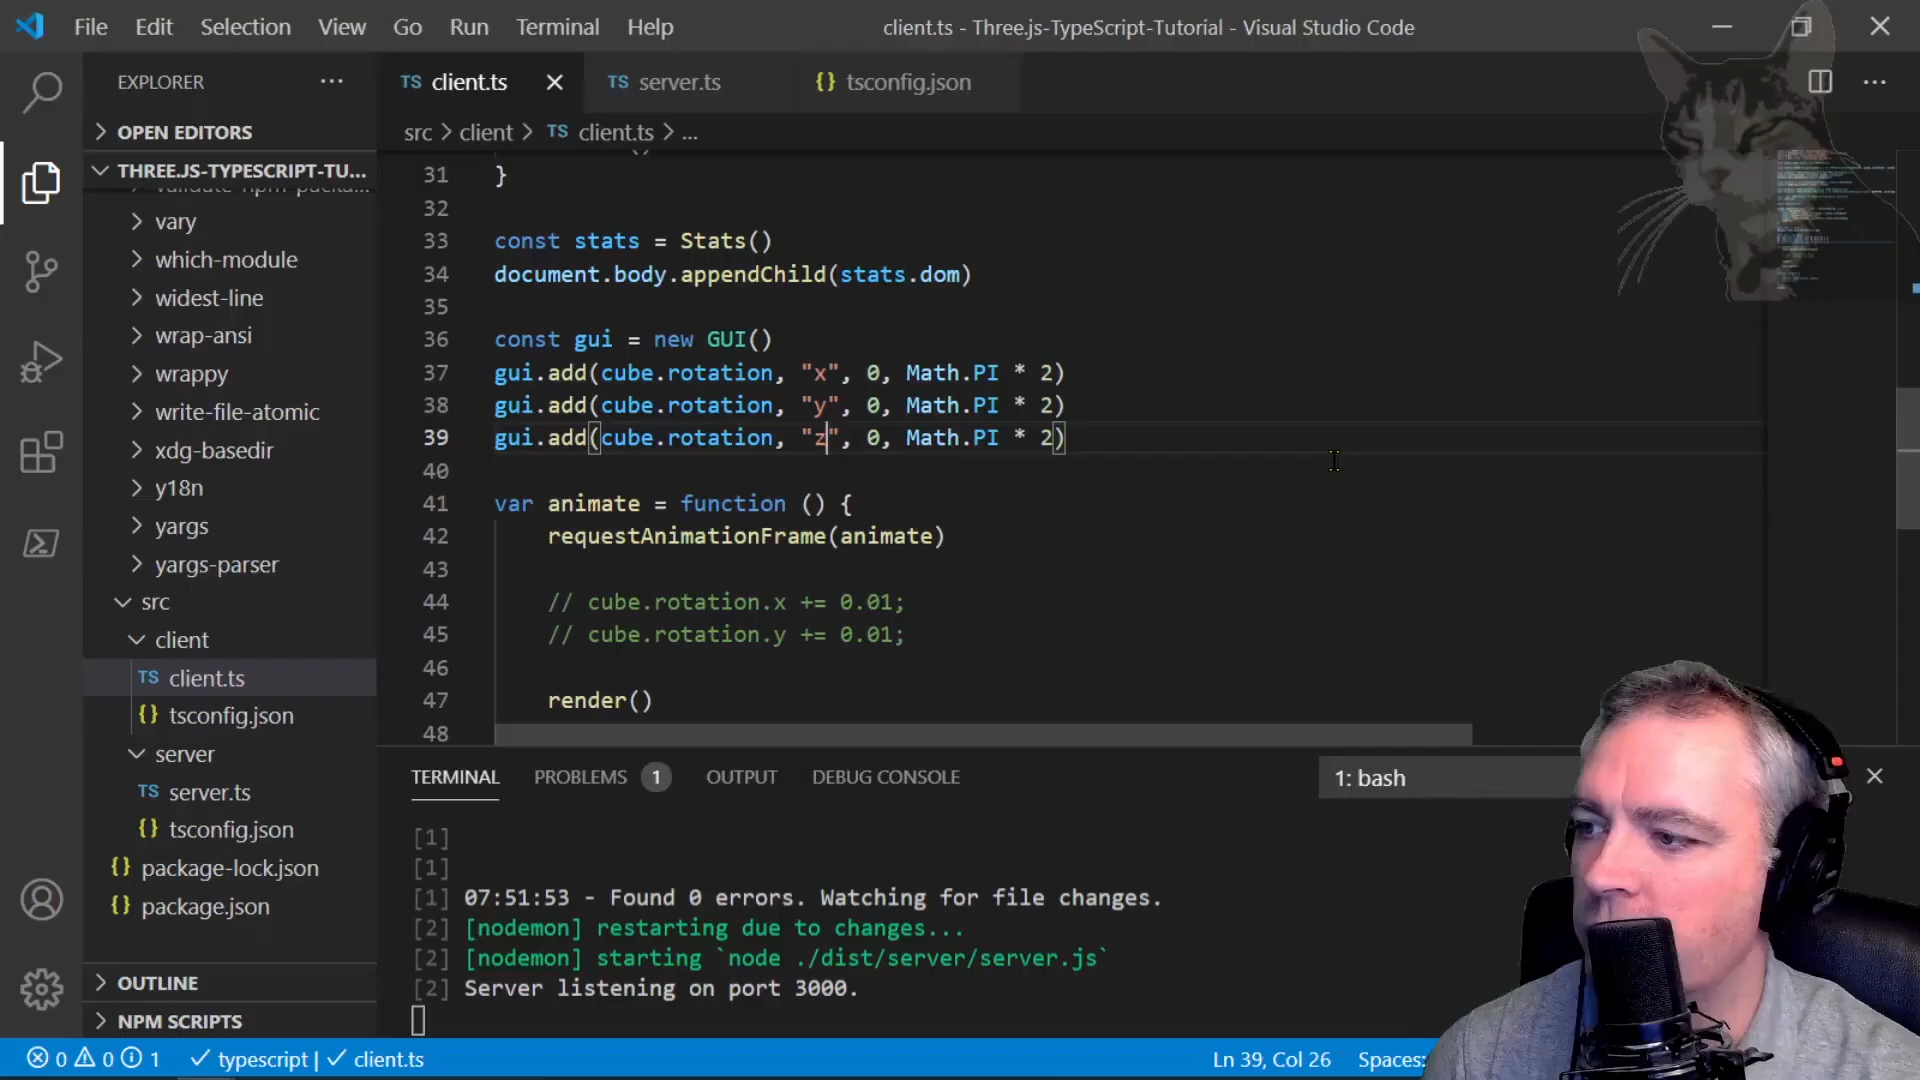 File Edit Selection View Go Run Terminal Help client.ts - Three.js-TypeScript-Tutorial - Visual Studio Code
EXPLORER
TS client.ts
TS server.ts
{} tsconfig.json
OPEN EDITORS
src > client > TS client.ts > ...
THREE.JS-TYPESCRIPT-TU...
validate-npm-packa...
vary
which-module
widest-line
wrap-ansi
wrappy
write-file-atomic
xdg-basedir
y18n
yargs
yargs-parser
src
client
TS client.ts
{} tsconfig.json
server
TS server.ts
{} tsconfig.json
{} package-lock.json
{} package.json
OUTLINE
NPM SCRIPTS
31 }
32
33 const stats = Stats()
34 document.body.appendChild(stats.dom)
35
36 const gui = new GUI()
37 gui.add(cube.rotation, "x", 0, Math.PI * 2)
38 gui.add(cube.rotation, "y", 0, Math.PI * 2)
39 gui.add(cube.rotation, "z", 0, Math.PI * 2)
40
41 var animate = function () {
42 requestAnimationFrame(animate)
43
44 // cube.rotation.x += 0.01;
45 // cube.rotation.y += 0.01;
46
47 render()
48
TERMINAL PROBLEMS 1 OUTPUT DEBUG CONSOLE 1: bash
[1]
[1]
[1] 07:51:53 - Found 0 errors. Watching for file changes.
[2] [nodemon] restarting due to changes...
[2] [nodemon] starting `node ./dist/server/server.js`
[2] Server listening on port 3000.
0 0 1 typescript | client.ts Ln 39, Col 26 Spaces: